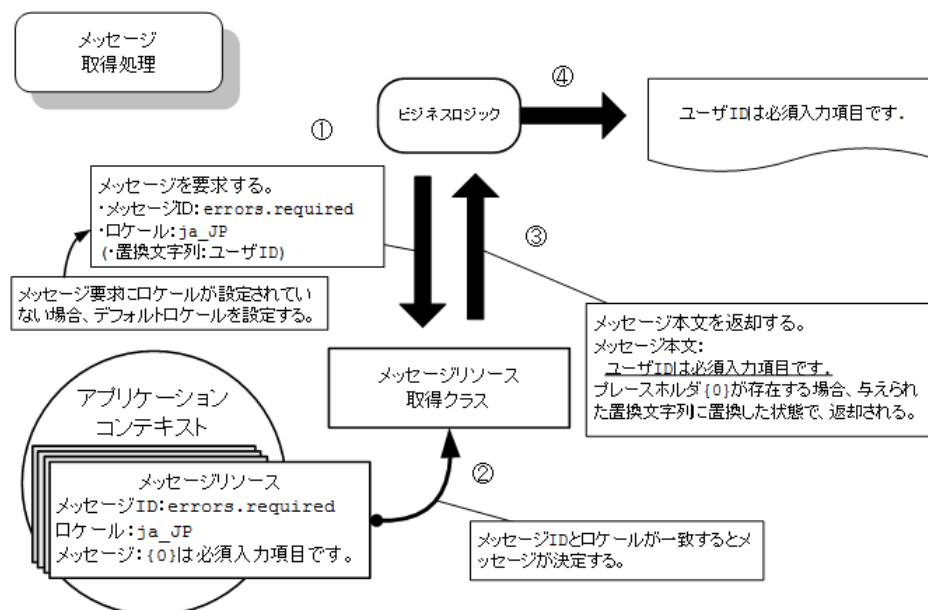 メッセージ
取得処理
④
ビジネスロジック
ユーザIDは必須入力項目です.
①
メッセージを要求する。
・メッセージID:errors.required
・ロケール:ja_JP
(・置換文字列:ユーザID)
③
メッセージ要求にロケールが設定されてい
ない場合、デフォルトロケールを設定する。
メッセージ本文を返却する。
メッセージ本文:
ユーザIDは必須入力項目です.
プレースホルダ{0}が存在する場合、与えられ
た置換文字列に置換した状態で、返却される。
メッセージリソース
取得クラス
アプリケーション
コンテキスト
②
メッセージリソース
メッセージID:errors.required
ロケール:ja_JP
メッセージ:{0}は必須入力項目です。
メッセージIDとロケールが一致するとメ
ッセージが決定する。